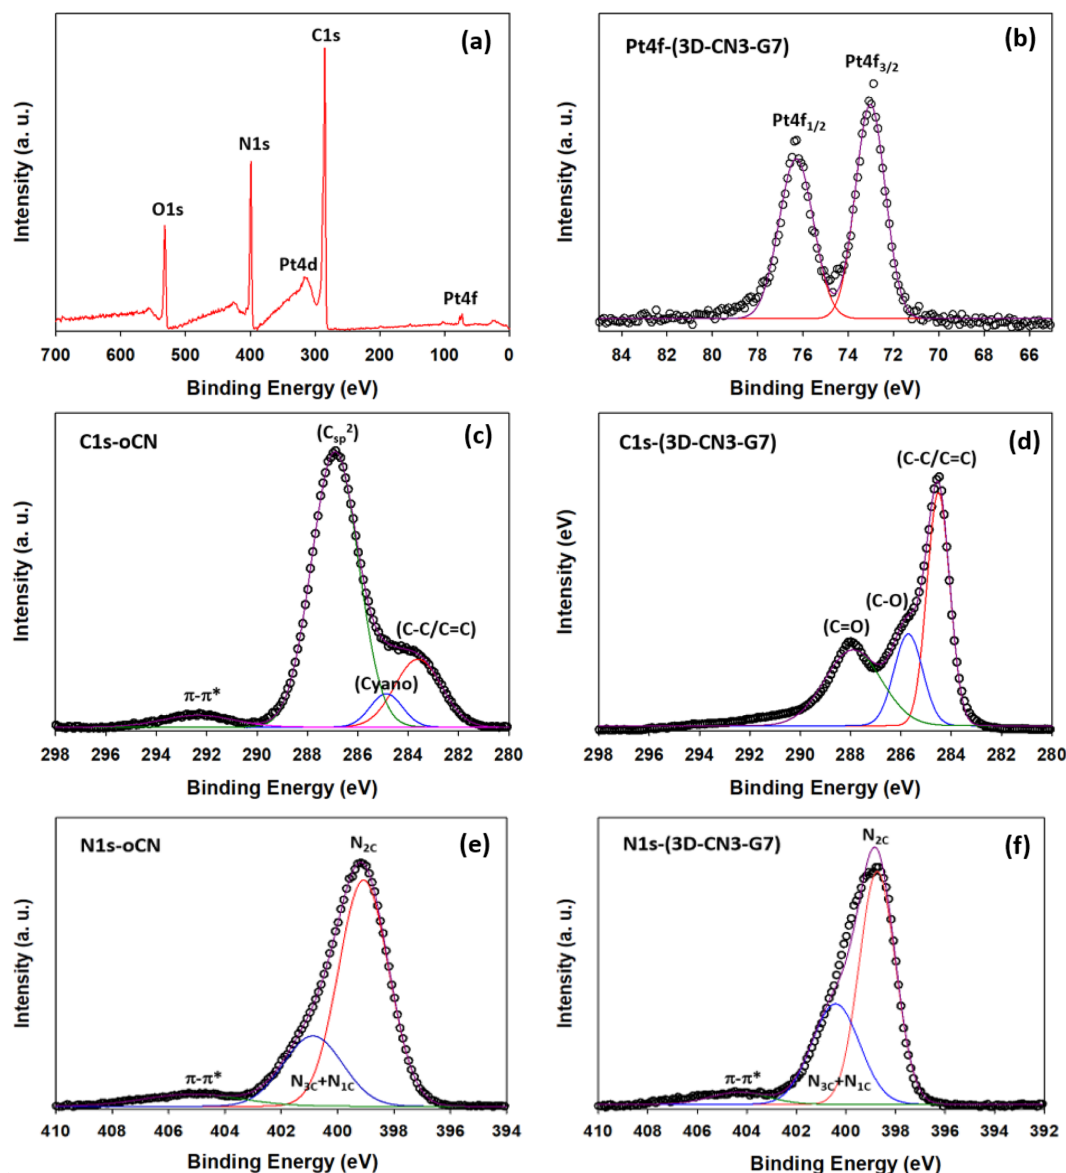 (a)
C1s
N1s
O1s
Pt4d
Pt4f
Intensity (a. u.)
700 600 500 400 300 200 100 0
Binding Energy (eV)
Pt4f-(3D-CN3-G7)
(b)
Pt4f3/2
Pt4f1/2
Intensity (a. u.)
84 82 80 78 76 74 72 70 68 66
Binding Energy (eV)
C1s-oCN
(c)
(Csp2)
(C-C/C=C)
(Cyano)
π-π*
Intensity (a. u.)
298 296 294 292 290 288 286 284 282 280
Binding Energy (eV)
C1s-(3D-CN3-G7)
(d)
(C-C/C=C)
(C-O)
(C=O)
Intensity (eV)
298 296 294 292 290 288 286 284 282 280
Binding Energy (eV)
N1s-oCN
(e)
N2C
N3C+N1C
π-π*
Intensity (a. u.)
410 408 406 404 402 400 398 396 394
Binding Energy (eV)
N1s-(3D-CN3-G7)
(f)
N2C
N3C+N1C
π-π*
Intensity (a. u.)
410 408 406 404 402 400 398 396 394 392
Binding Energy (eV)